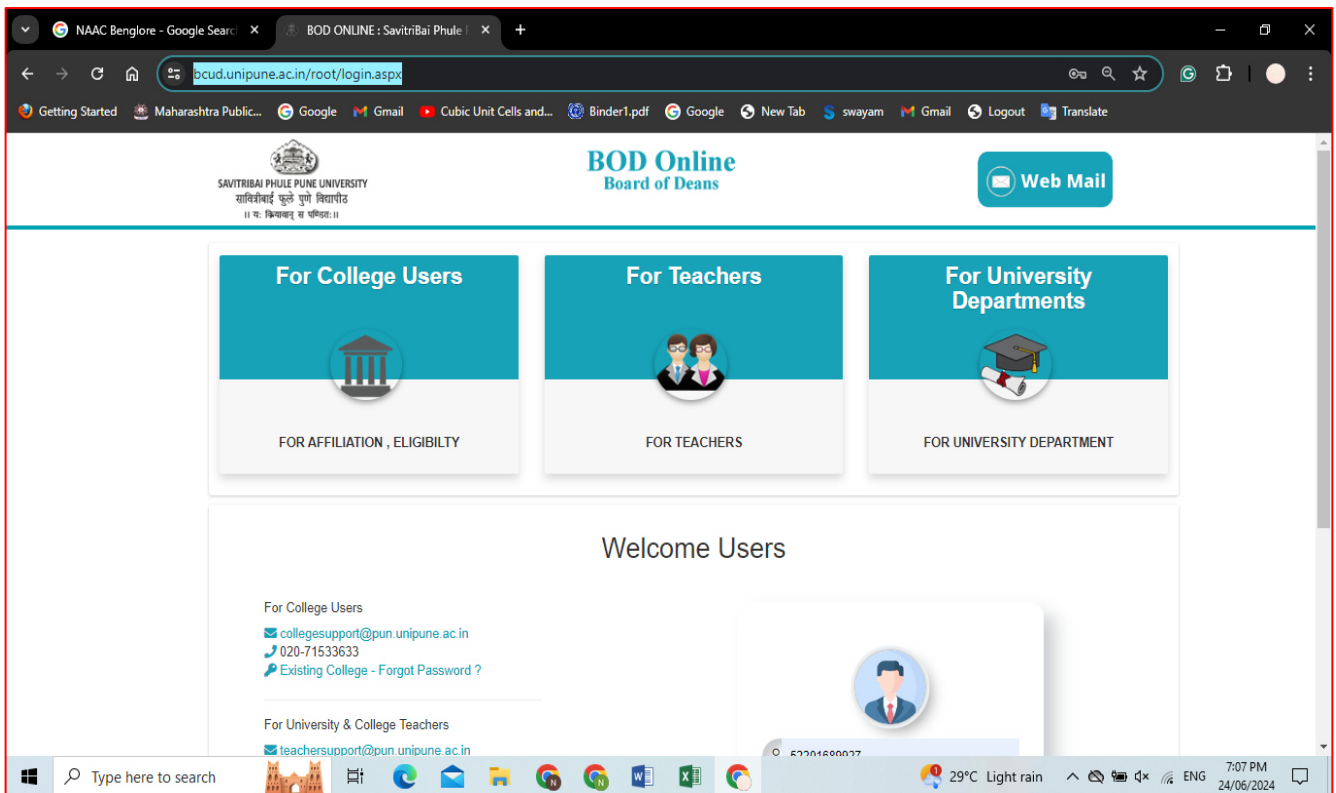 NAAC Benglore - Google Searc
BOD ONLINE : SavitriBai Phule
bcud.unipune.ac.in/root/login.aspx
Getting Started Maharashtra Public... Google Gmail Cubic Unit Cells and... Binder1.pdf Google New Tab swayam Gmail Logout Translate
SAVITRIBAI PHULE PUNE UNIVERSITY
सावित्रीबाई फुले पुणे विद्यापीठ
।। यः क्रियावान् स पण्डितः ।।
BOD Online
Board of Deans
Web Mail
For College Users
FOR AFFILIATION , ELIGIBILTY
For Teachers
FOR TEACHERS
For University
Departments
FOR UNIVERSITY DEPARTMENT
Welcome Users
For College Users
collegesupport@pun.unipune.ac.in
020-71533633
Existing College - Forgot Password ?
For University & College Teachers
teachersupport@pun.unipune.ac.in
52201689927
Type here to search
29°C Light rain
ENG
7:07 PM
24/06/2024